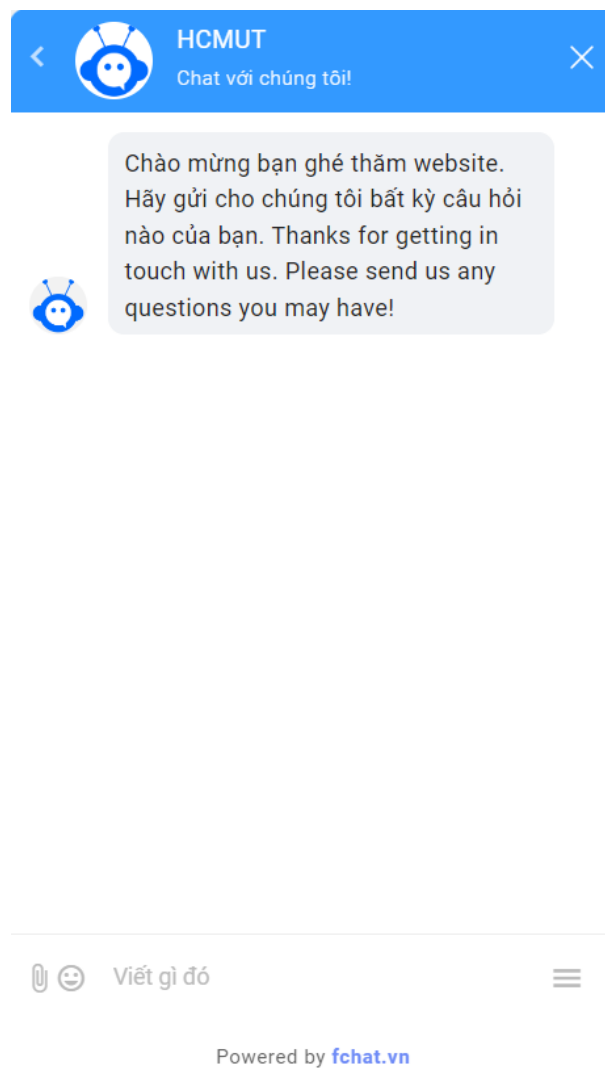 HCMUT
Chat với chúng tôi!
Chào mừng bạn ghé thăm website.
Hãy gửi cho chúng tôi bất kỳ câu hỏi
nào của bạn. Thanks for getting in
touch with us. Please send us any
questions you may have!
Viết gì đó
Powered by fchat.vn